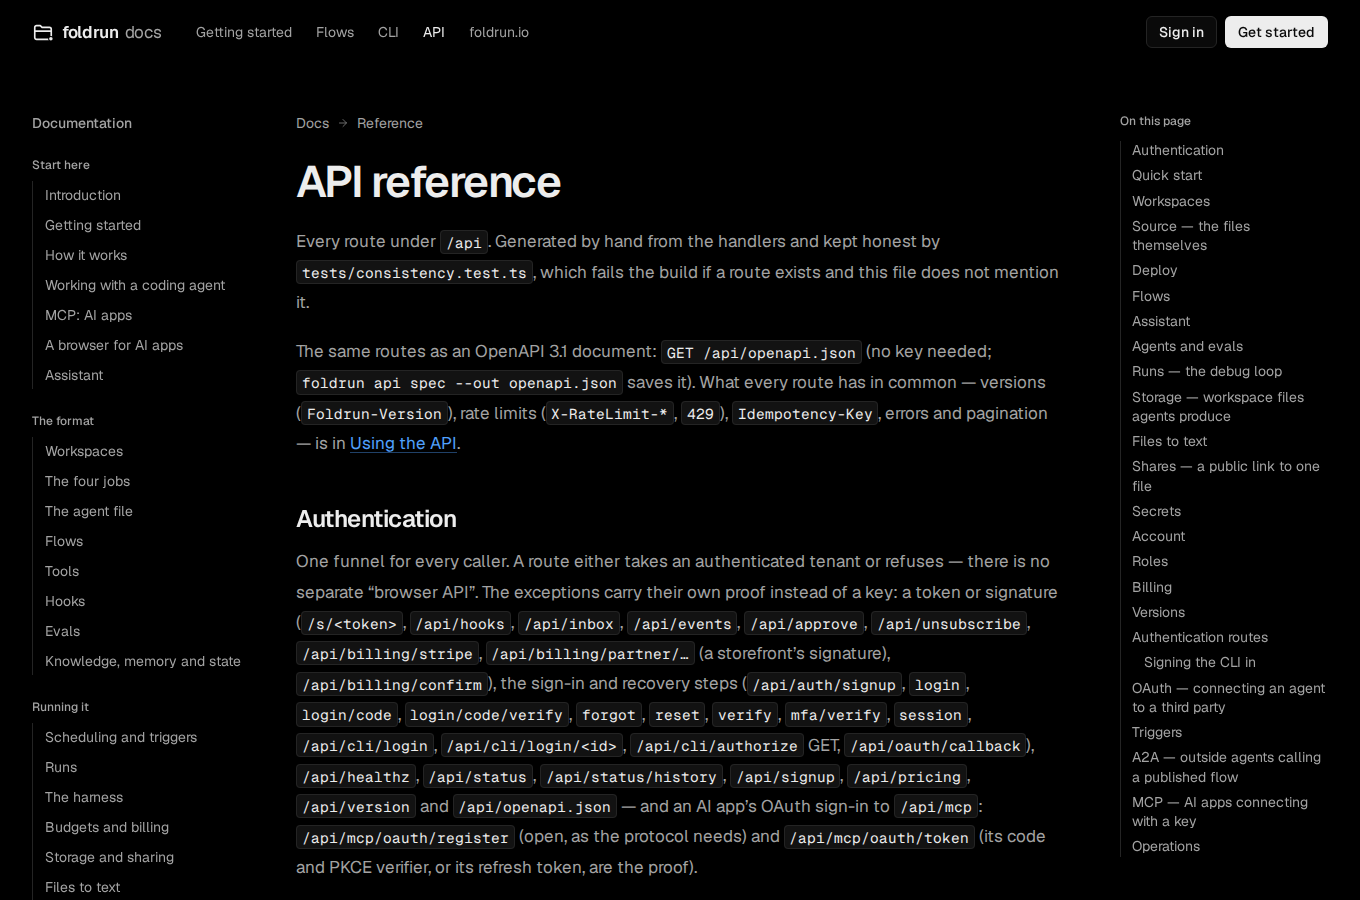 foldrun docs
Getting started
Flows
CLI
API
foldrun.io
Sign in
Get started
Documentation
Start here
Introduction
Getting started
How it works
Working with a coding agent
MCP: AI apps
A browser for AI apps
Assistant
The format
Workspaces
The four jobs
The agent file
Flows
Tools
Hooks
Evals
Knowledge, memory and state
Running it
Scheduling and triggers
Runs
The harness
Budgets and billing
Storage and sharing
Files to text
Docs → Reference
API reference
Every route under /api. Generated by hand from the handlers and kept honest by
tests/consistency.test.ts, which fails the build if a route exists and this file does not mention
it.
The same routes as an OpenAPI 3.1 document: GET /api/openapi.json (no key needed;
foldrun api spec --out openapi.json saves it). What every route has in common — versions
(Foldrun-Version), rate limits (X-RateLimit-*, 429), Idempotency-Key, errors and pagination
— is in Using the API.
Authentication
One funnel for every caller. A route either takes an authenticated tenant or refuses — there is no
separate “browser API”. The exceptions carry their own proof instead of a key: a token or signature
(/s/<token>, /api/hooks, /api/inbox, /api/events, /api/approve, /api/unsubscribe,
/api/billing/stripe, /api/billing/partner/… (a storefront’s signature),
/api/billing/confirm), the sign-in and recovery steps (/api/auth/signup, login,
login/code, login/code/verify, forgot, reset, verify, mfa/verify, session,
/api/cli/login, /api/cli/login/<id>, /api/cli/authorize GET, /api/oauth/callback),
/api/healthz, /api/status, /api/status/history, /api/signup, /api/pricing,
/api/version and /api/openapi.json — and an AI app’s OAuth sign-in to /api/mcp:
/api/mcp/oauth/register (open, as the protocol needs) and /api/mcp/oauth/token (its code
and PKCE verifier, or its refresh token, are the proof).
On this page
Authentication
Quick start
Workspaces
Source — the files
themselves
Deploy
Flows
Assistant
Agents and evals
Runs — the debug loop
Storage — workspace files
agents produce
Files to text
Shares — a public link to one
file
Secrets
Account
Roles
Billing
Versions
Authentication routes
Signing the CLI in
OAuth — connecting an agent
to a third party
Triggers
A2A — outside agents calling
a published flow
MCP — AI apps connecting
with a key
Operations